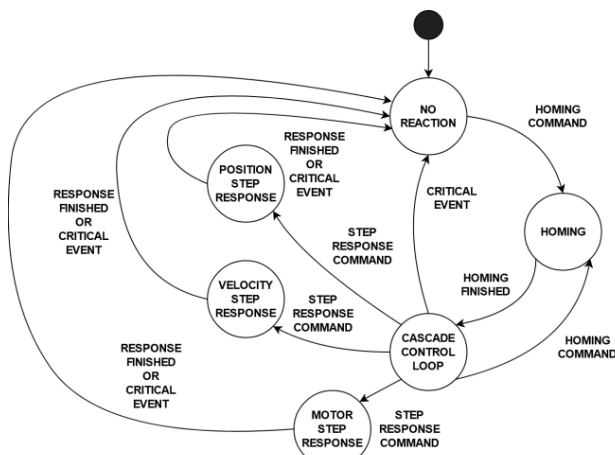 NO
REACTION
HOMING
COMMAND
RESPONSE
FINISHED
OR
CRITICAL
EVENT
POSITION
STEP
RESPONSE
CRITICAL
EVENT
RESPONSE
FINISHED
OR
CRITICAL
EVENT
HOMING
STEP
RESPONSE
COMMAND
HOMING
FINISHED
VELOCITY
STEP
RESPONSE
STEP
RESPONSE
COMMAND
CASCADE
CONTROL
LOOP
HOMING
COMMAND
RESPONSE
FINISHED
OR
CRITICAL
EVENT
MOTOR
STEP
RESPONSE
STEP
RESPONSE
COMMAND